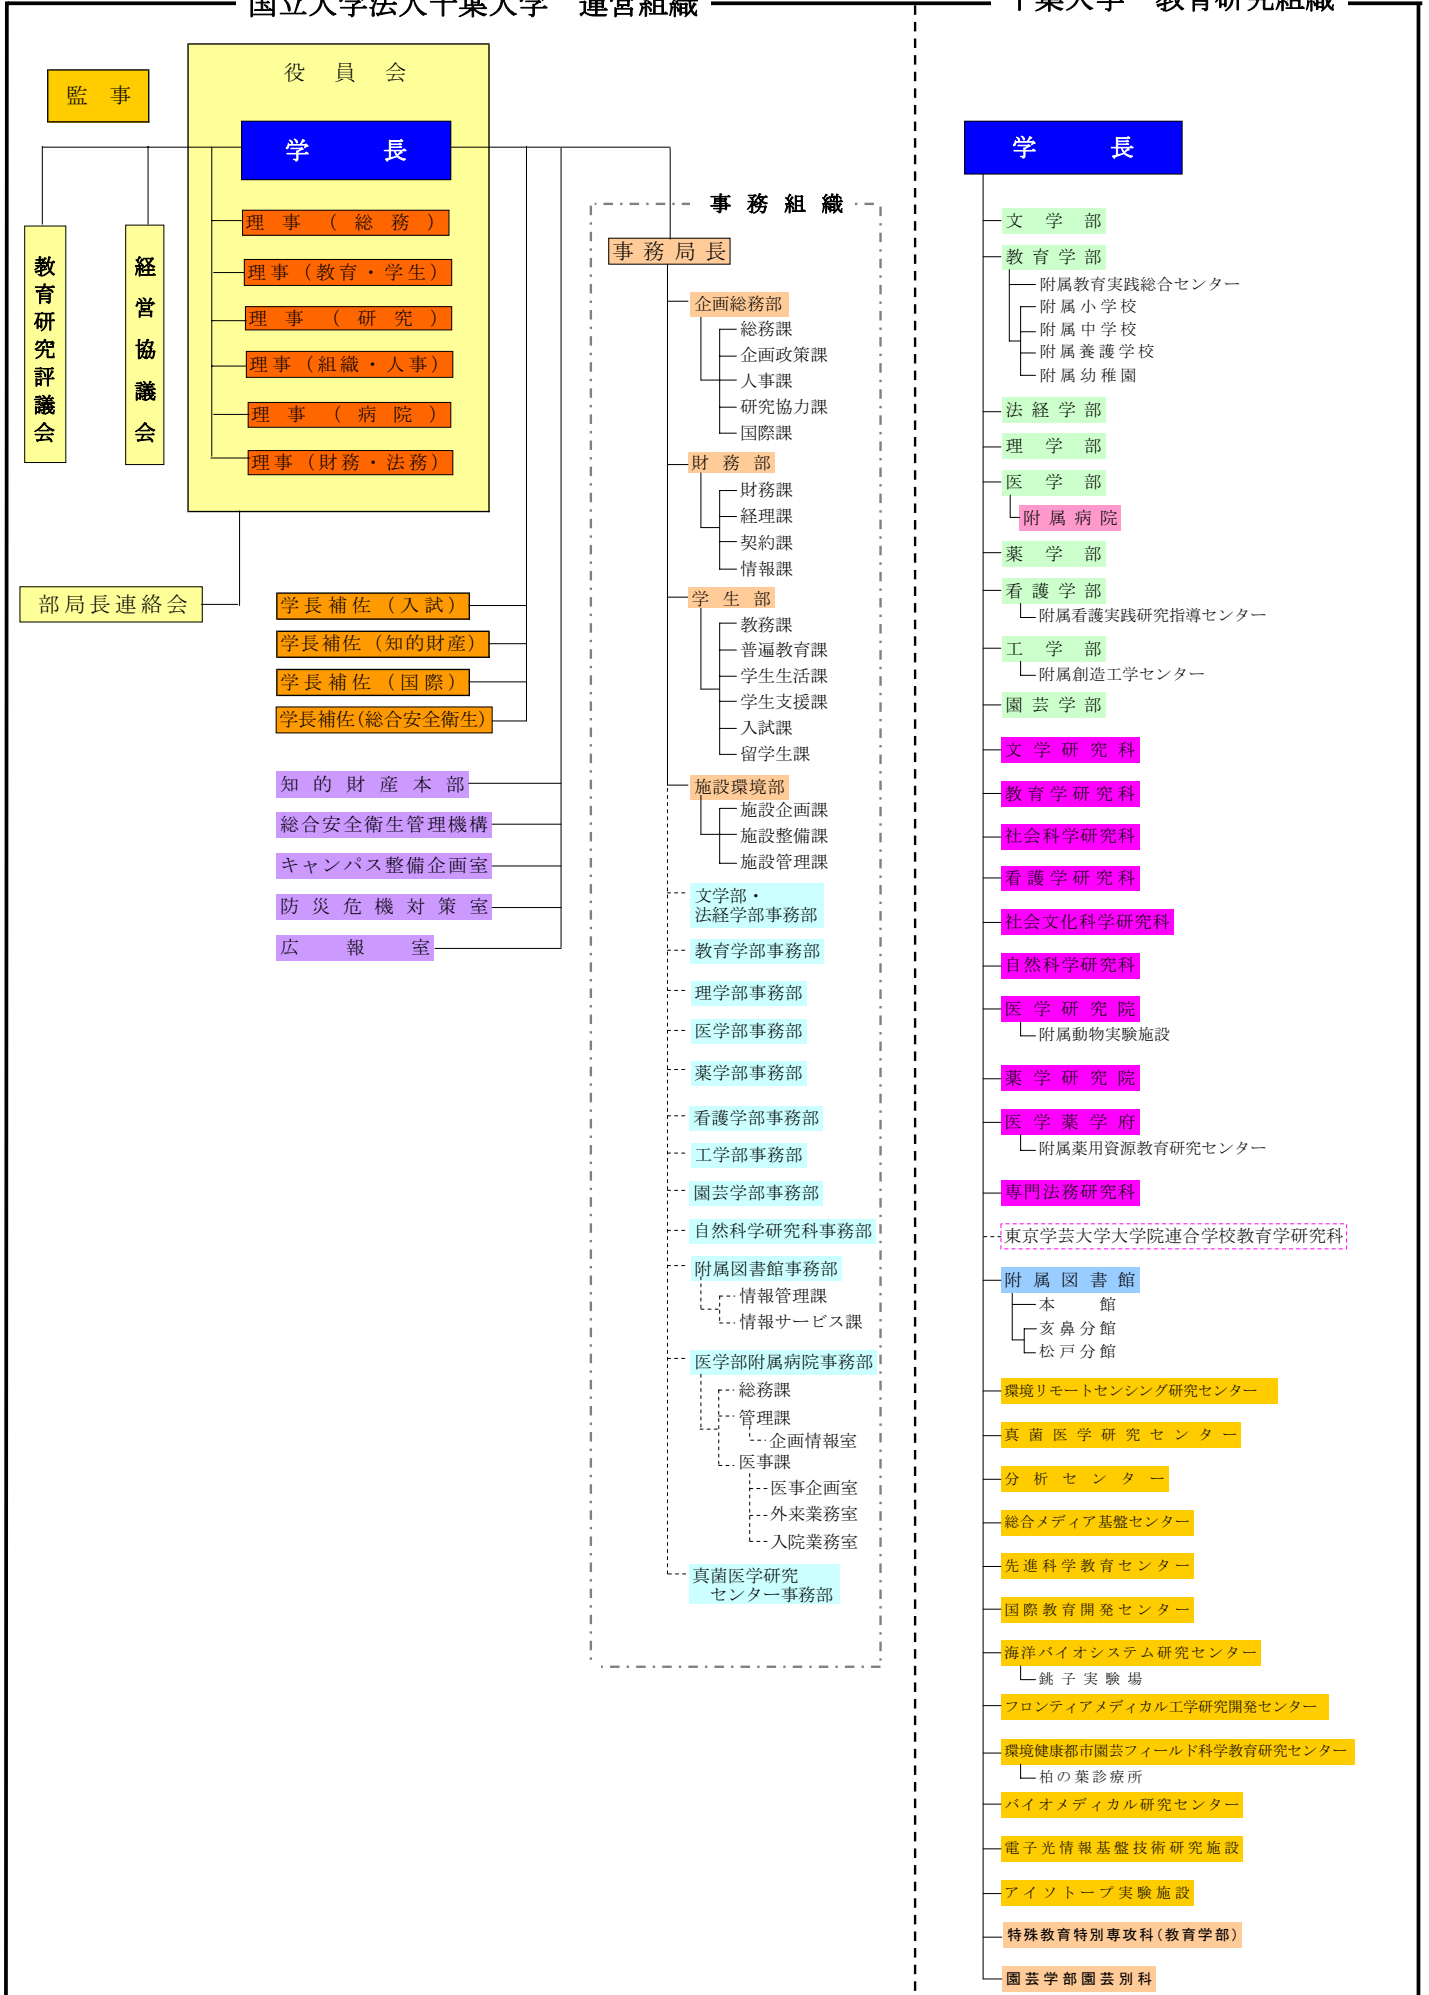 国立大学法人千葉大学 運営組織
監 事
役 員 会
学 長
理 事 ( 総 務 )
理事(教育・学生)
理 事 ( 研 究 )
理事(組織・人事)
理 事 ( 病 院 )
理事(財務・法務)
教育研究評議会
経営協議会
部局長連絡会
学長補佐(入試)
学長補佐(知的財産)
学長補佐(国際)
学長補佐(総合安全衛生)
知的財産本部
総合安全衛生管理機構
キャンパス整備企画室
防災危機対策室
広 報 室
事務組織
事務局長
企画総務部
総務課
企画政策課
人事課
研究協力課
国際課
財務部
財務課
経理課
契約課
情報課
学生部
教務課
普遍教育課
学生生活課
学生支援課
入試課
留学生課
施設環境部
施設企画課
施設整備課
施設管理課
文学部・
法経学部事務部
教育学部事務部
理学部事務部
医学部事務部
薬学部事務部
看護学部事務部
工学部事務部
園芸学部事務部
自然科学研究科事務部
附属図書館事務部
情報管理課
情報サービス課
医学部附属病院事務部
総務課
管理課
企画情報室
医事課
医事企画室
外来業務室
入院業務室
真菌医学研究
センター事務部
千葉大学 教育研究組織
学 長
文 学 部
教育学部
附属教育実践総合センター
附属小学校
附属中学校
附属養護学校
附属幼稚園
法経学部
理 学 部
医 学 部
附属病院
薬 学 部
看護学部
附属看護実践研究指導センター
工 学 部
附属創造工学センター
園芸学部
文学研究科
教育学研究科
社会科学研究科
看護学研究科
社会文化科学研究科
自然科学研究科
医学研究院
附属動物実験施設
薬学研究院
医学薬学府
附属薬用資源教育研究センター
専門法務研究科
東京学芸大学大学院連合学校教育学研究科
附属図書館
本 館
亥鼻分館
松戸分館
環境リモートセンシング研究センター
真菌医学研究センター
分析センター
総合メディア基盤センター
先進科学教育センター
国際教育開発センター
海洋バイオシステム研究センター
銚子実験場
フロンティアメディカル工学研究開発センター
環境健康都市園芸フィールド科学教育研究センター
柏の葉診療所
バイオメディカル研究センター
電子光情報基盤技術研究施設
アイソトープ実験施設
特殊教育特別専攻科(教育学部)
園芸学部園芸別科